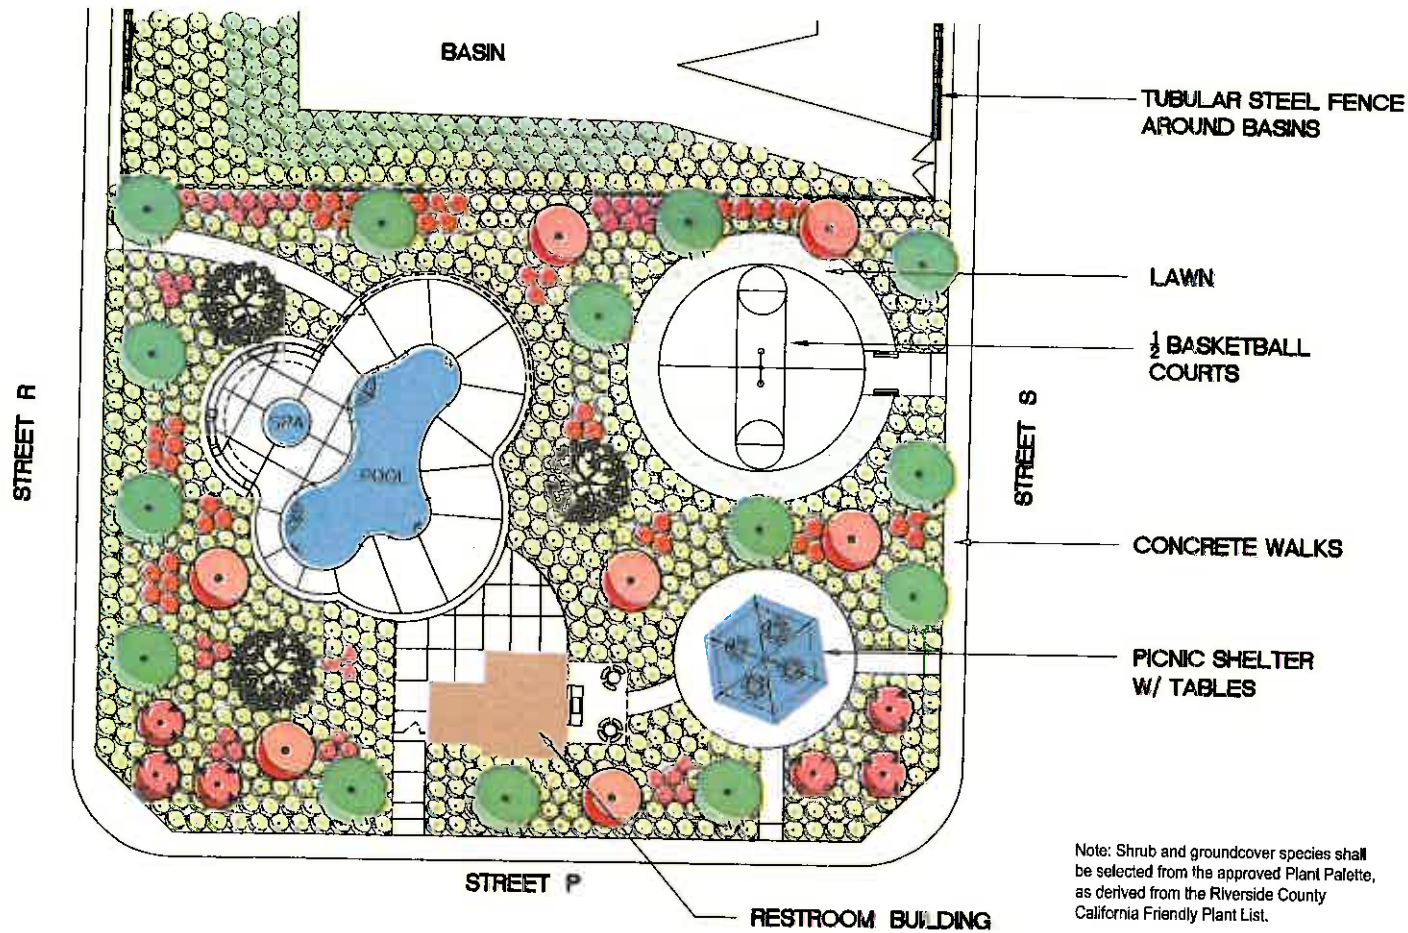 BASIN
TUBULAR STEEL FENCE
AROUND BASINS
LAWN
½ BASKETBALL
COURTS
STREET R
STREET S
SPA
POOL
CONCRETE WALKS
PICNIC SHELTER
W/ TABLES
STREET P
RESTROOM BUILDING
Note: Shrub and groundcover species shall
be selected from the approved Plant Palette,
as derived from the Riverside County
California Friendly Plant List.